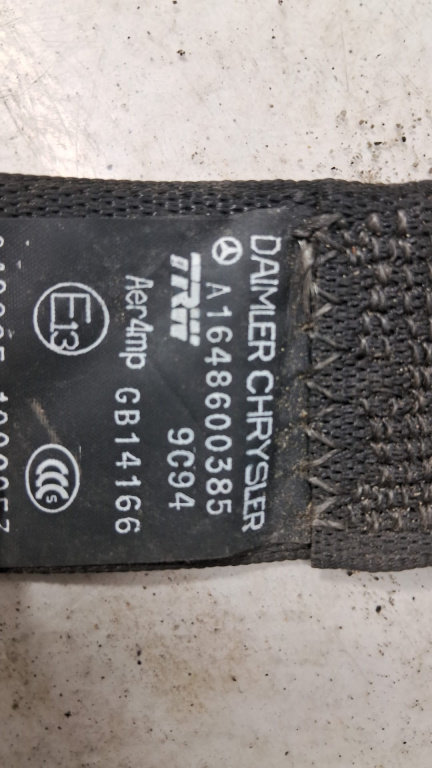 DAIMLER CHRYSLER
A1648600385
TRW 9C94
Aer4mp GB14166
E13 CCC S